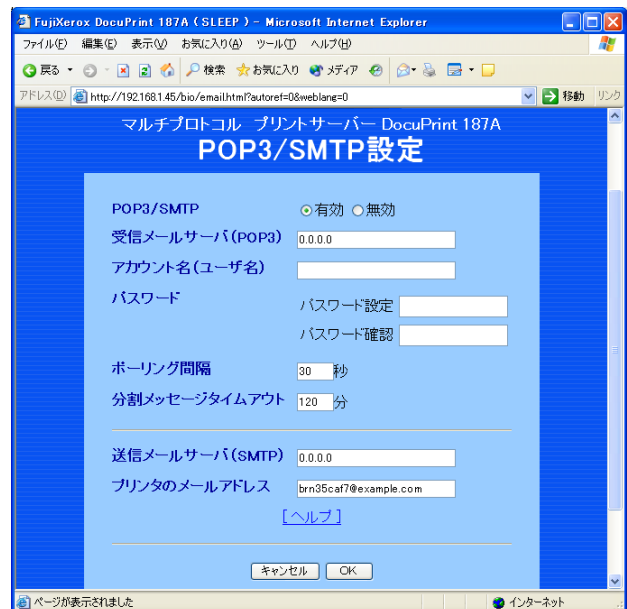 FujiXerox DocuPrint 187A ( SLEEP ) - Microsoft Internet Explorer
ファイル(F) 編集(E) 表示(V) お気に入り(A) ツール(T) ヘルプ(H)
戻る 検索 お気に入り メディア
アドレス(D) http://192.168.1.45/bio/email.html?autoref=0&weblang=0 移動 リンク
マルチプロトコル プリントサーバー DocuPrint 187A
POP3/SMTP設定
POP3/SMTP 有効 無効
受信メールサーバ(POP3) 0.0.0.0
アカウント名(ユーザ名)
パスワード パスワード設定
パスワード確認
ポーリング間隔 30 秒
分割メッセージタイムアウト 120 分
送信メールサーバ(SMTP) 0.0.0.0
プリンタのメールアドレス brn35caf7@example.com
[ヘルプ]
キャンセル OK
ページが表示されました インターネット